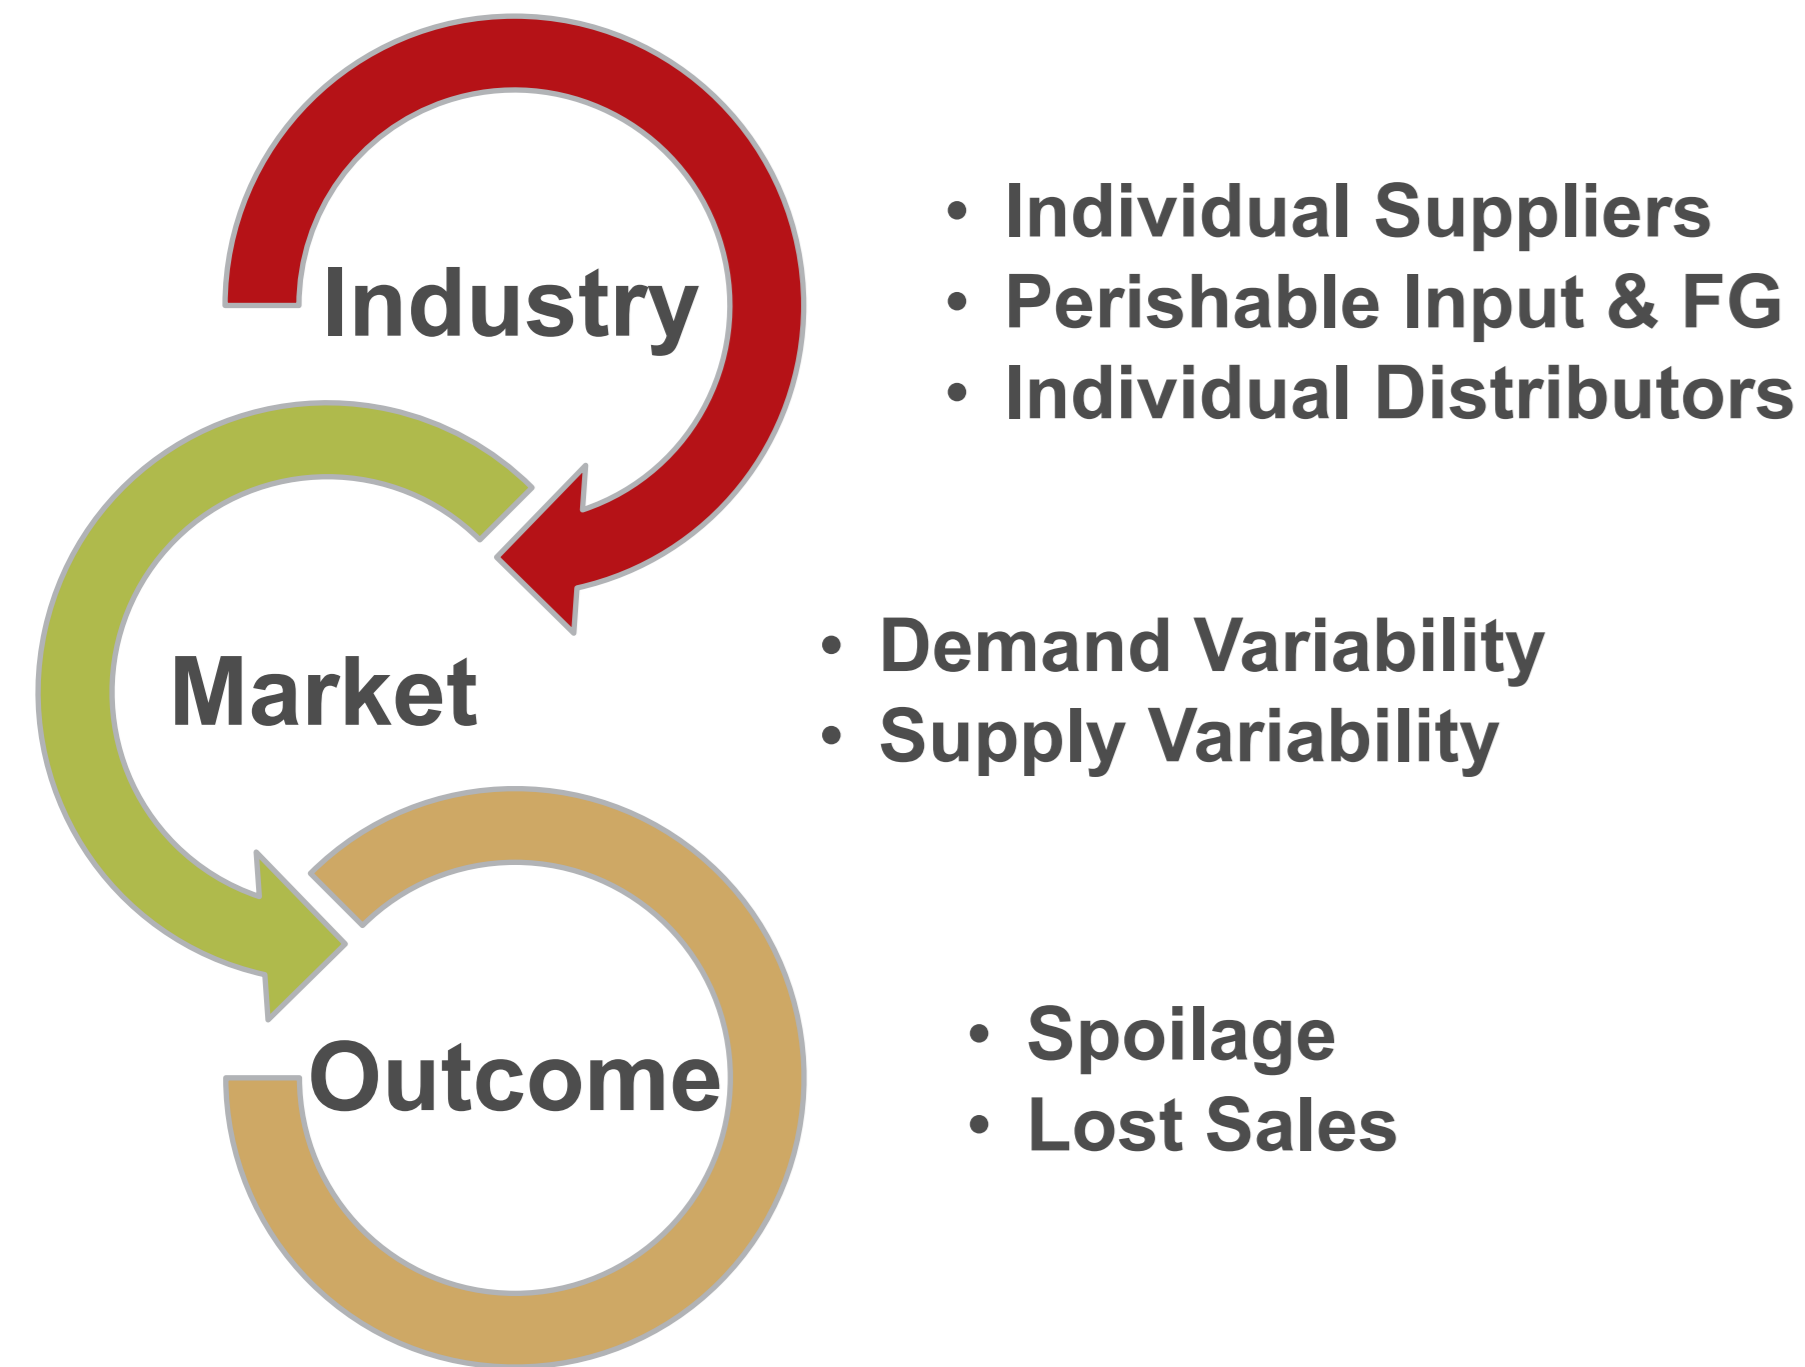 Industry
• Individual Suppliers
• Perishable Input & FG
• Individual Distributors
Market
• Demand Variability
• Supply Variability
Outcome
• Spoilage
• Lost Sales